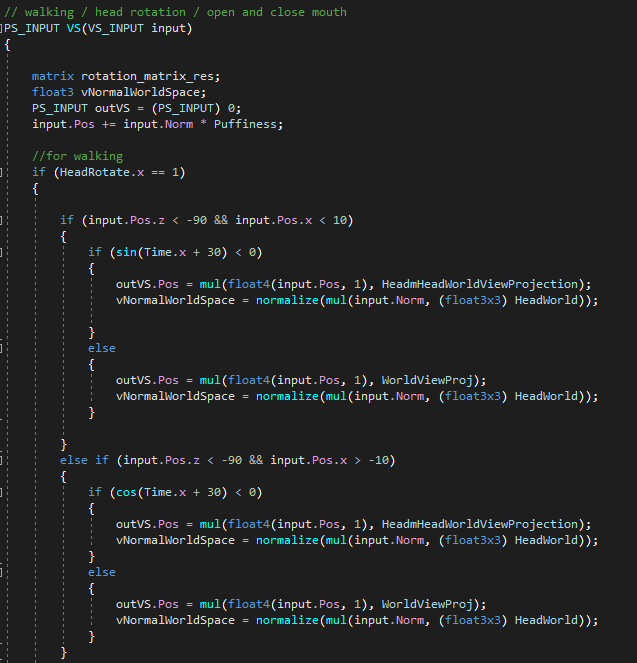 // walking / head rotation / open and close mouth
PS_INPUT VS(VS_INPUT input)
{
matrix rotation_matrix_res;
float3 vNormalWorldSpace;
PS_INPUT outVS = (PS_INPUT) 0;
input.Pos += input.Norm * Puffiness;
//for walking
if (HeadRotate.x == 1)
{
if (input.Pos.z < -90 && input.Pos.x < 10)
{
if (sin(Time.x + 30) < 0)
{
outVS.Pos = mul(float4(input.Pos, 1), HeadmHeadWorldViewProjection);
vNormalWorldSpace = normalize(mul(input.Norm, (float3x3) HeadWorld));
}
else
{
outVS.Pos = mul(float4(input.Pos, 1), WorldViewProj);
vNormalWorldSpace = normalize(mul(input.Norm, (float3x3) HeadWorld));
}
}
else if (input.Pos.z < -90 && input.Pos.x > -10)
{
if (cos(Time.x + 30) < 0)
{
outVS.Pos = mul(float4(input.Pos, 1), HeadmHeadWorldViewProjection);
vNormalWorldSpace = normalize(mul(input.Norm, (float3x3) HeadWorld));
}
else
{
outVS.Pos = mul(float4(input.Pos, 1), WorldViewProj);
vNormalWorldSpace = normalize(mul(input.Norm, (float3x3) HeadWorld));
}
}